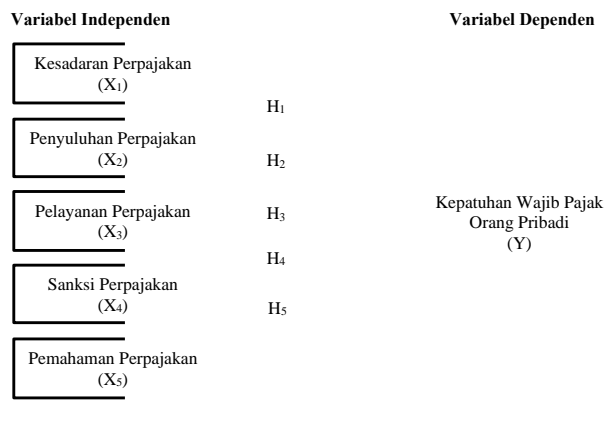 Variabel Independen
Variabel Dependen
Kesadaran Perpajakan
(X₁)
H₁
Penyuluhan Perpajakan
(X₂)
H₂
Pelayanan Perpajakan
(X₃)
H₃
Kepatuhan Wajib Pajak
Orang Pribadi
(Y)
H₄
Sanksi Perpajakan
(X₄)
H₅
Pemahaman Perpajakan
(X₅)